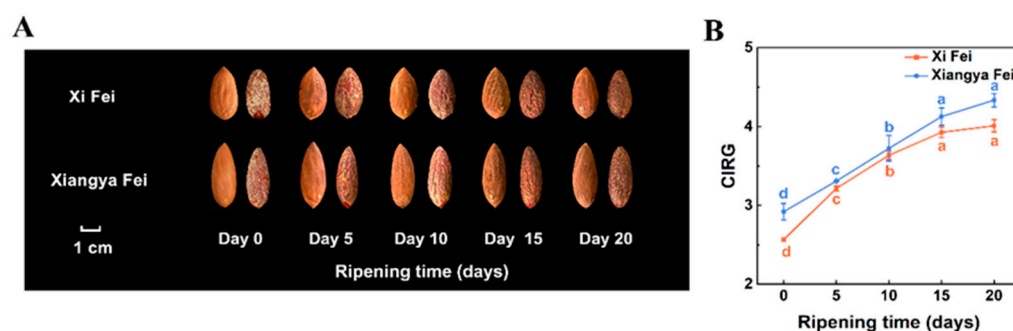 A
Xi Fei
Xiangya Fei
1 cm
Day 0 Day 5 Day 10 Day 15 Day 20
Ripening time (days)
B
5
4
3
2
CIRG
Xi Fei
Xiangya Fei
d c b a a
d c b a a
0 5 10 15 20
Ripening time (days)